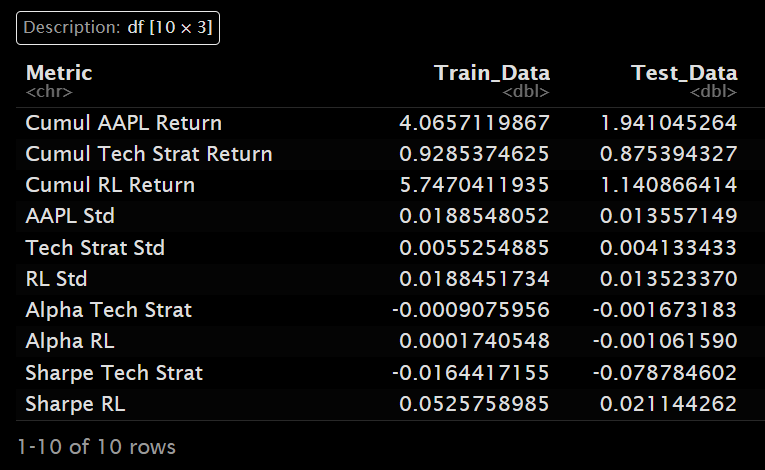 Description: df [10 × 3]
Metric Train_Data Test_Data
<chr> <dbl> <dbl>
Cumul AAPL Return 4.0657119867 1.941045264
Cumul Tech Strat Return 0.9285374625 0.875394327
Cumul RL Return 5.7470411935 1.140866414
AAPL Std 0.0188548052 0.013557149
Tech Strat Std 0.0055254885 0.004133433
RL Std 0.0188451734 0.013523370
Alpha Tech Strat -0.0009075956 -0.001673183
Alpha RL 0.0001740548 -0.001061590
Sharpe Tech Strat -0.0164417155 -0.078784602
Sharpe RL 0.0525758985 0.021144262
1-10 of 10 rows